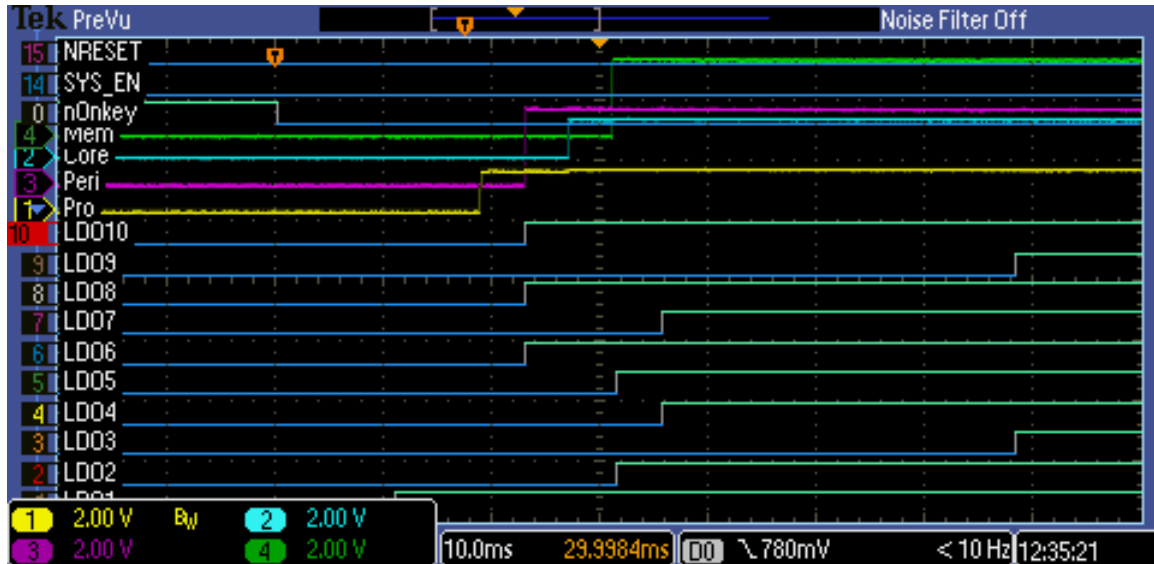 Tek PreVu Noise Filter Off
T
T
15 NRESET
14 SYS_EN
0 nOnkey
4 Mem
2 Core
3 Peri
1 Pro
10 LDO10
9 LDO9
8 LDO8
7 LDO7
6 LDO6
5 LDO5
4 LDO4
3 LDO3
2 LDO2
LDO1
1 2.00 V BW 2 2.00 V
3 2.00 V 4 2.00 V
10.0ms 29.9984ms D0 \ 780mV < 10 Hz 12:35:21